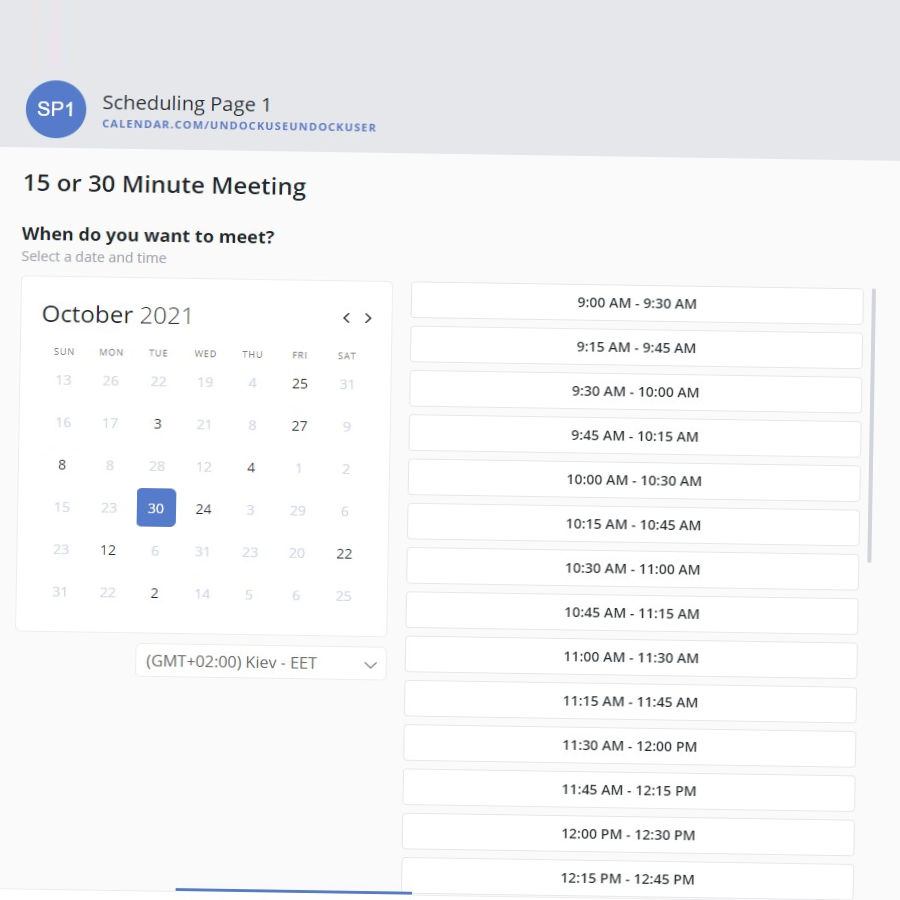 SP1
Scheduling Page 1
CALENDAR.COM/UNDOCKUSEUNDOCKUSER
15 or 30 Minute Meeting
When do you want to meet?
Select a date and time
October 2021
SUN MON TUE WED THU FRI SAT
13 26 22 19 4 25 31
16 17 3 21 8 27 9
8 8 28 12 4 1 2
15 23 30 24 3 29 6
23 12 6 31 23 20 22
31 22 2 14 5 6 25
(GMT+02:00) Kiev - EET
9:00 AM - 9:30 AM
9:15 AM - 9:45 AM
9:30 AM - 10:00 AM
9:45 AM - 10:15 AM
10:00 AM - 10:30 AM
10:15 AM - 10:45 AM
10:30 AM - 11:00 AM
10:45 AM - 11:15 AM
11:00 AM - 11:30 AM
11:15 AM - 11:45 AM
11:30 AM - 12:00 PM
11:45 AM - 12:15 PM
12:00 PM - 12:30 PM
12:15 PM - 12:45 PM